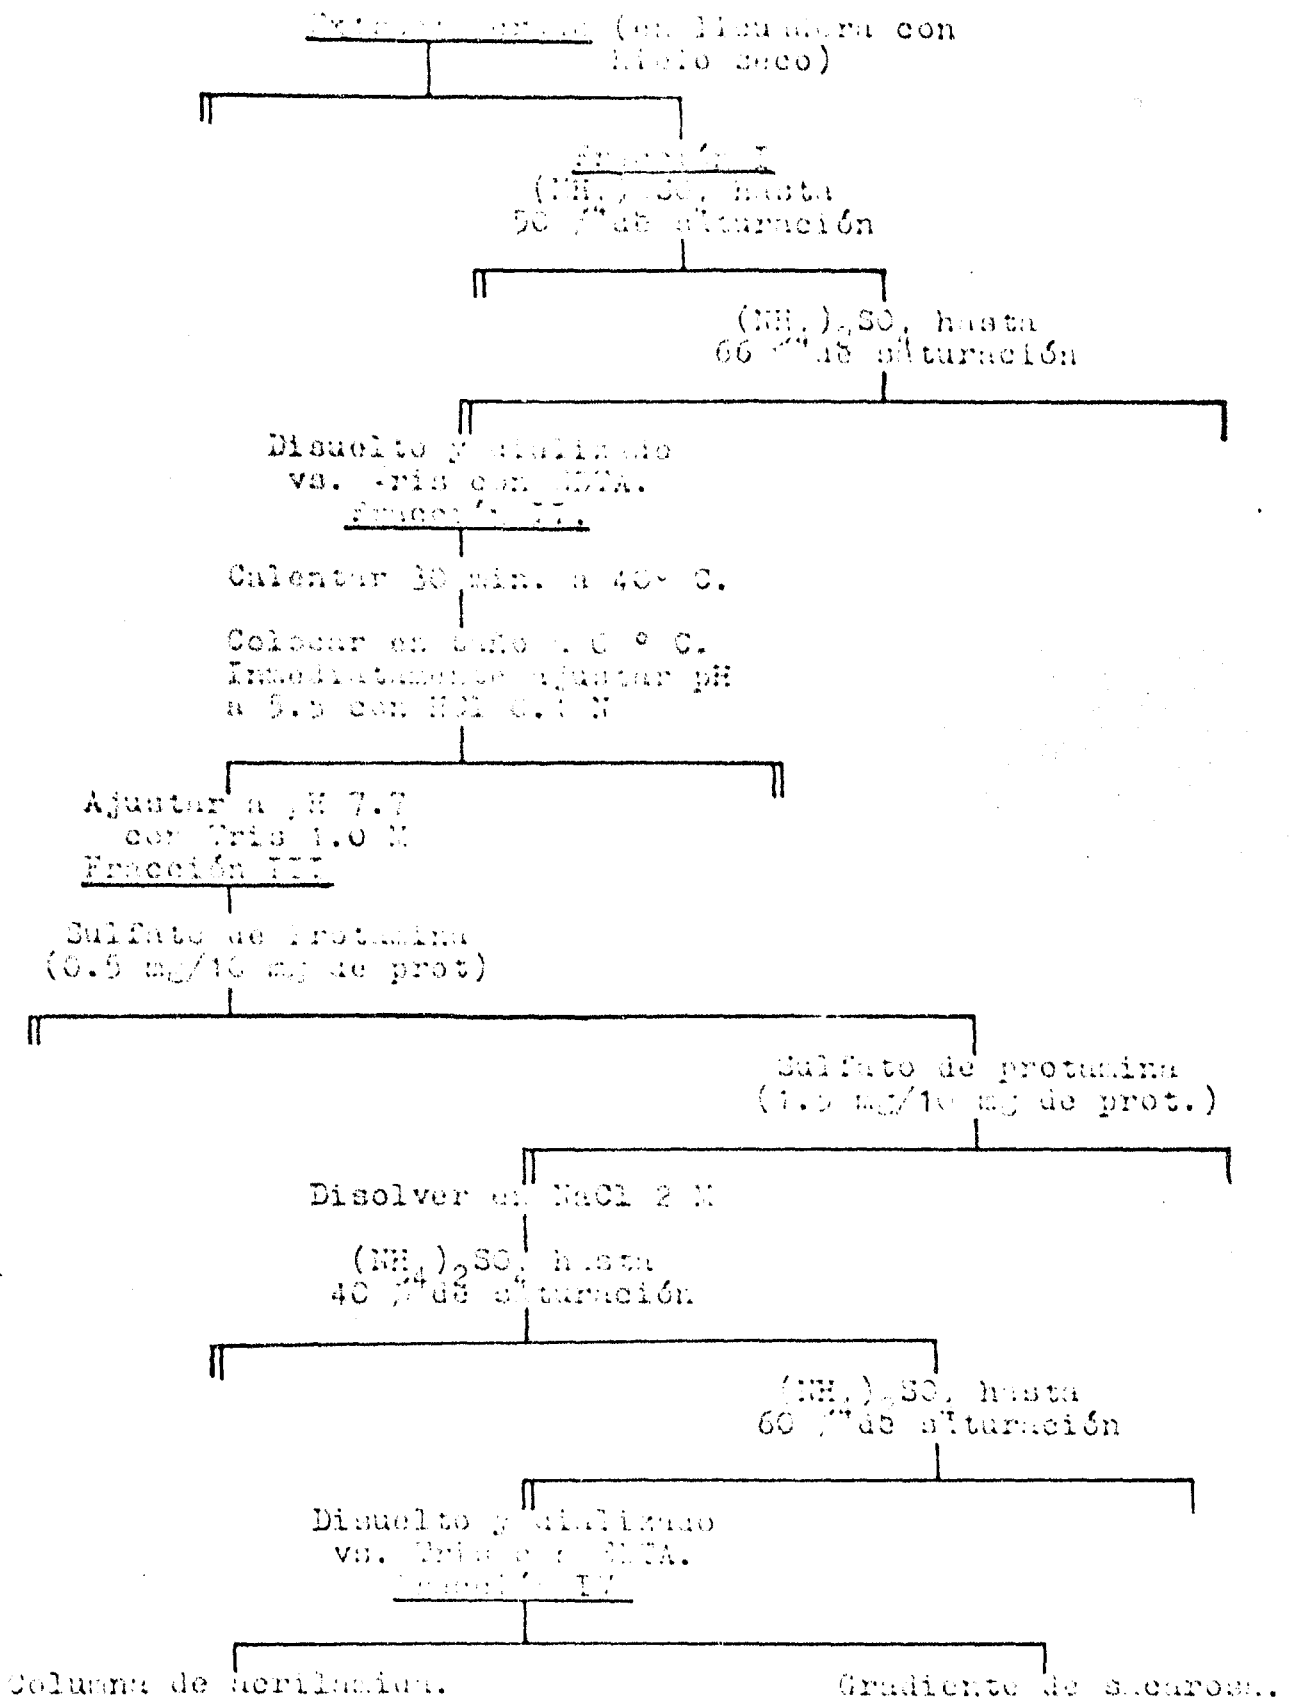 (en licuadora con
hielo seco)
Fracción I
(NH4)2SO4 hasta
50 % de saturación
(NH4)2SO4 hasta
66 % de saturación
Disuelto y dializado
vs. Tris con EDTA.
Fracción II.
Calentar 30 min. a 40° C.
Colocar en baño a 0 ° C.
Inmediatamente ajustar pH
a 5.5 con HCl 0.1 N
Ajustar a pH 7.7
con Tris 1.0 M
Fracción III
Sulfato de Protamina
(0.5 mg/10 mg de prot)
Sulfato de protamina
(1.5 mg/10 mg de prot.)
Disolver en NaCl 2 M
(NH4)2SO4 hasta
40 % de saturación
(NH4)2SO4 hasta
60 % de saturación
Disuelto y dializado
vs. Tris con EDTA.
Fracción IV
Columna de acrilamida.
Gradiente de sacarosa.